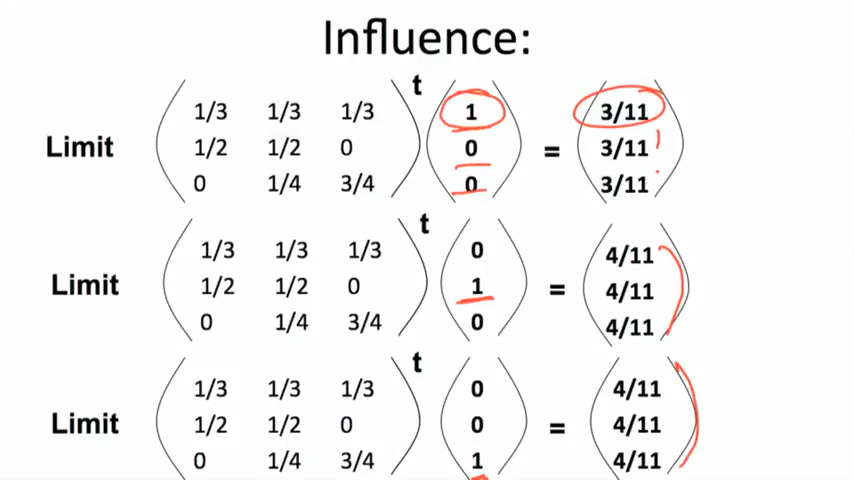 Influence:
t
1/3 1/3 1/3 1 3/11
Limit 1/2 1/2 0 0 = 3/11
0 1/4 3/4 0 3/11
t
1/3 1/3 1/3 0 4/11
Limit 1/2 1/2 0 1 = 4/11
0 1/4 3/4 0 4/11
t
1/3 1/3 1/3 0 4/11
Limit 1/2 1/2 0 0 = 4/11
0 1/4 3/4 1 4/11